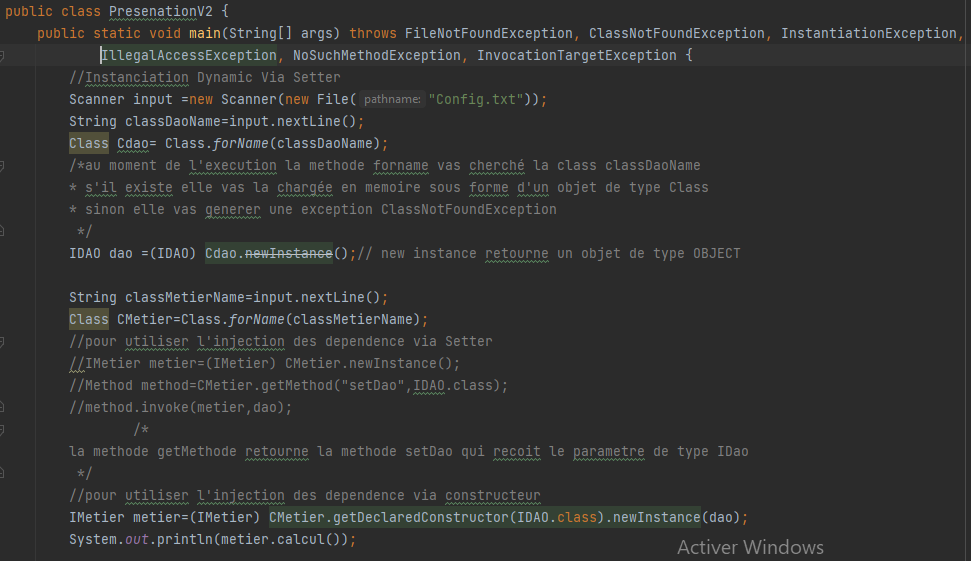 public class PresenationV2 {
    public static void main(String[] args) throws FileNotFoundException, ClassNotFoundException, InstantiationException,
            IllegalAccessException, NoSuchMethodException, InvocationTargetException {
        //Instanciation Dynamic Via Setter
        Scanner input =new Scanner(new File( pathname: "Config.txt"));
        String classDaoName=input.nextLine();
        Class Cdao= Class.forName(classDaoName);
        /*au moment de l'execution la methode forname vas cherché la class classDaoName
        * s'il existe elle vas la chargée en memoire sous forme d'un objet de type Class
        * sinon elle vas generer une exception ClassNotFoundException
         */
        IDAO dao =(IDAO) Cdao.newInstance();// new instance retourne un objet de type OBJECT

        String classMetierName=input.nextLine();
        Class CMetier=Class.forName(classMetierName);
        //pour utiliser l'injection des dependence via Setter
        //IMetier metier=(IMetier) CMetier.newInstance();
        //Method method=CMetier.getMethod("setDao",IDAO.class);
        //method.invoke(metier,dao);
                /*
        la methode getMethode retourne la methode setDao qui recoit le parametre de type IDao
         */
        //pour utiliser l'injection des dependence via constructeur
        IMetier metier=(IMetier) CMetier.getDeclaredConstructor(IDAO.class).newInstance(dao);
        System.out.println(metier.calcul());
Activer Windows